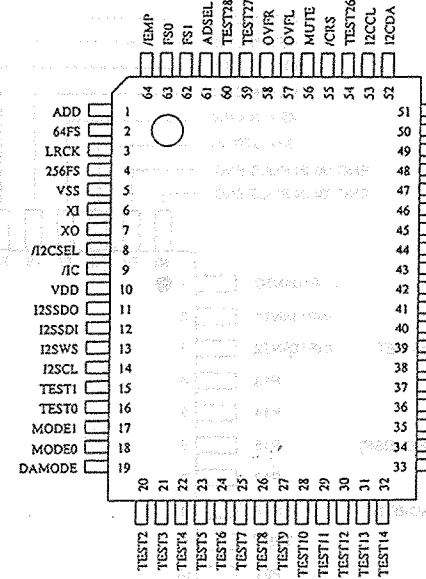 /EMP FS0 FS1 ADSEL TEST28 TEST27 OVFR OVFL MUTE /CRS TEST26 I2CCL I2CDA
64 63 62 61 60 59 58 57 56 55 54 53 52
ADD 1 51
64FS 2 50
LRCK 3 49
256FS 4 48
VSS 5 47
XI 6 46
XO 7 45
/I2CSEL 8 44
/IC 9 43
VDD 10 42
I2SSDO 11 41
I2SSDI 12 40
I2SWS 13 39
I2SCL 14 38
TEST1 15 37
TEST0 16 36
MODE1 17 35
MODE0 18 34
DAMODE 19 33
20 21 22 23 24 25 26 27 28 29 30 31 32
TEST2 TEST3 TEST4 TEST5 TEST6 TEST7 TEST8 TEST9 TEST10 TEST11 TEST12 TEST13 TEST14